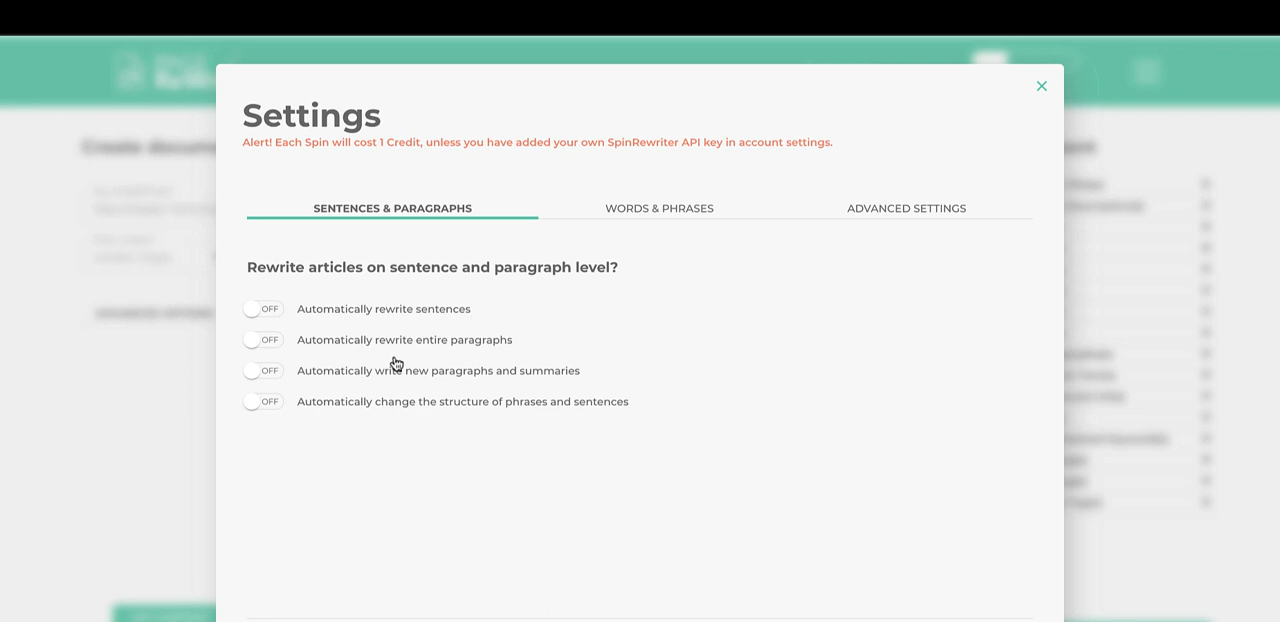 Settings
Alert! Each Spin will cost 1 Credit, unless you have added your own SpinRewriter API key in account settings.
SENTENCES & PARAGRAPHS
WORDS & PHRASES
ADVANCED SETTINGS
Rewrite articles on sentence and paragraph level?
OFF Automatically rewrite sentences
OFF Automatically rewrite entire paragraphs
OFF Automatically write new paragraphs and summaries
OFF Automatically change the structure of phrases and sentences